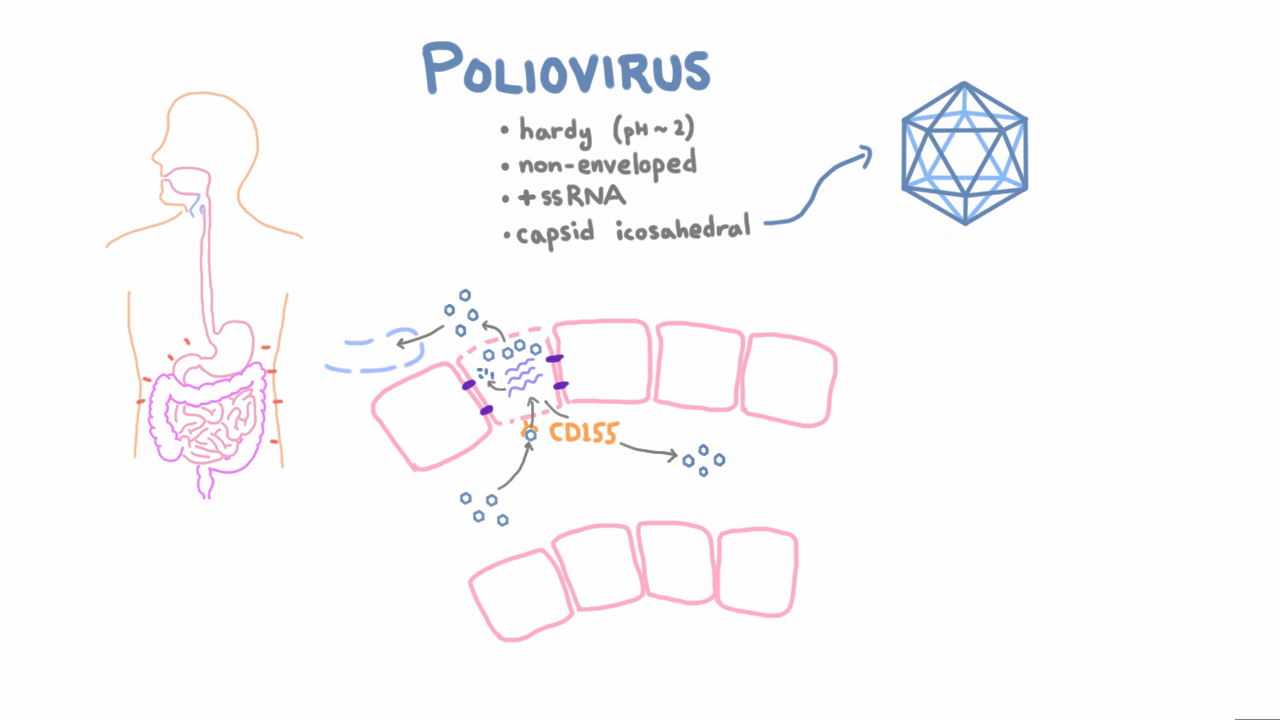 POLIOVIRUS
• hardy (pH ~ 2)
• non-enveloped
• + ssRNA
• capsid icosahedral
CD155